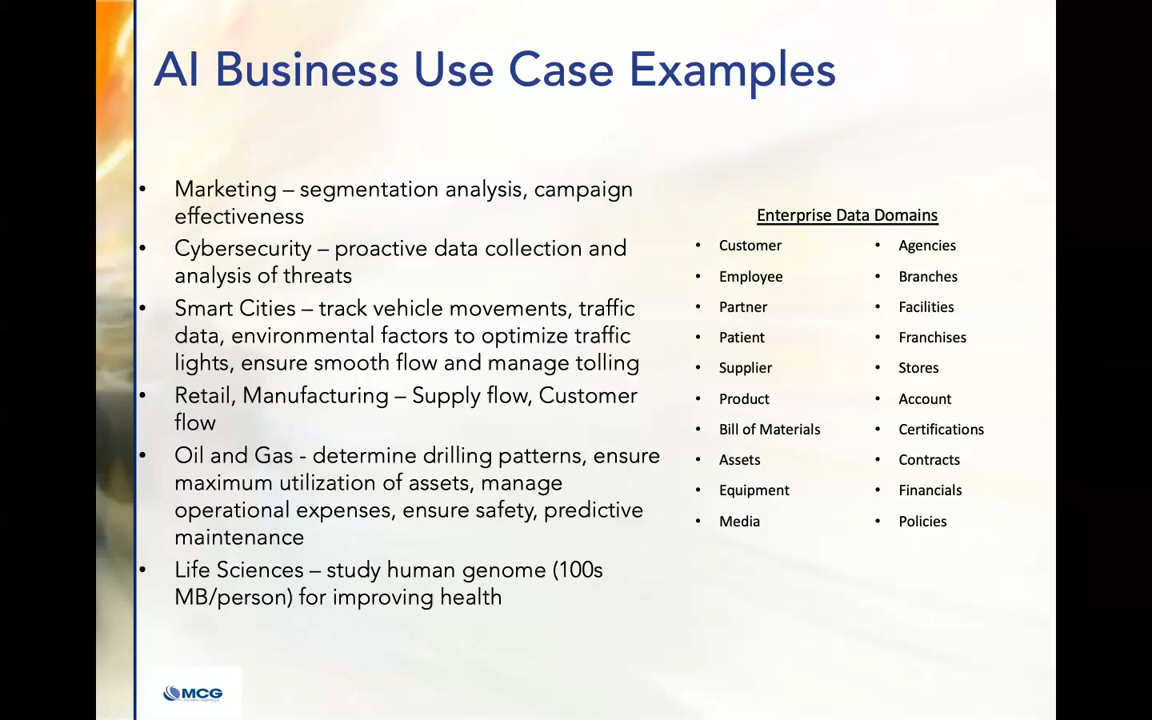 AI Business Use Case Examples
• Marketing – segmentation analysis, campaign
effectiveness
• Cybersecurity – proactive data collection and
analysis of threats
• Smart Cities – track vehicle movements, traffic
data, environmental factors to optimize traffic
lights, ensure smooth flow and manage tolling
• Retail, Manufacturing – Supply flow, Customer
flow
• Oil and Gas - determine drilling patterns, ensure
maximum utilization of assets, manage
operational expenses, ensure safety, predictive
maintenance
• Life Sciences – study human genome (100s
MB/person) for improving health
Enterprise Data Domains
• Customer
• Employee
• Partner
• Patient
• Supplier
• Product
• Bill of Materials
• Assets
• Equipment
• Media
• Agencies
• Branches
• Facilities
• Franchises
• Stores
• Account
• Certifications
• Contracts
• Financials
• Policies
MCG